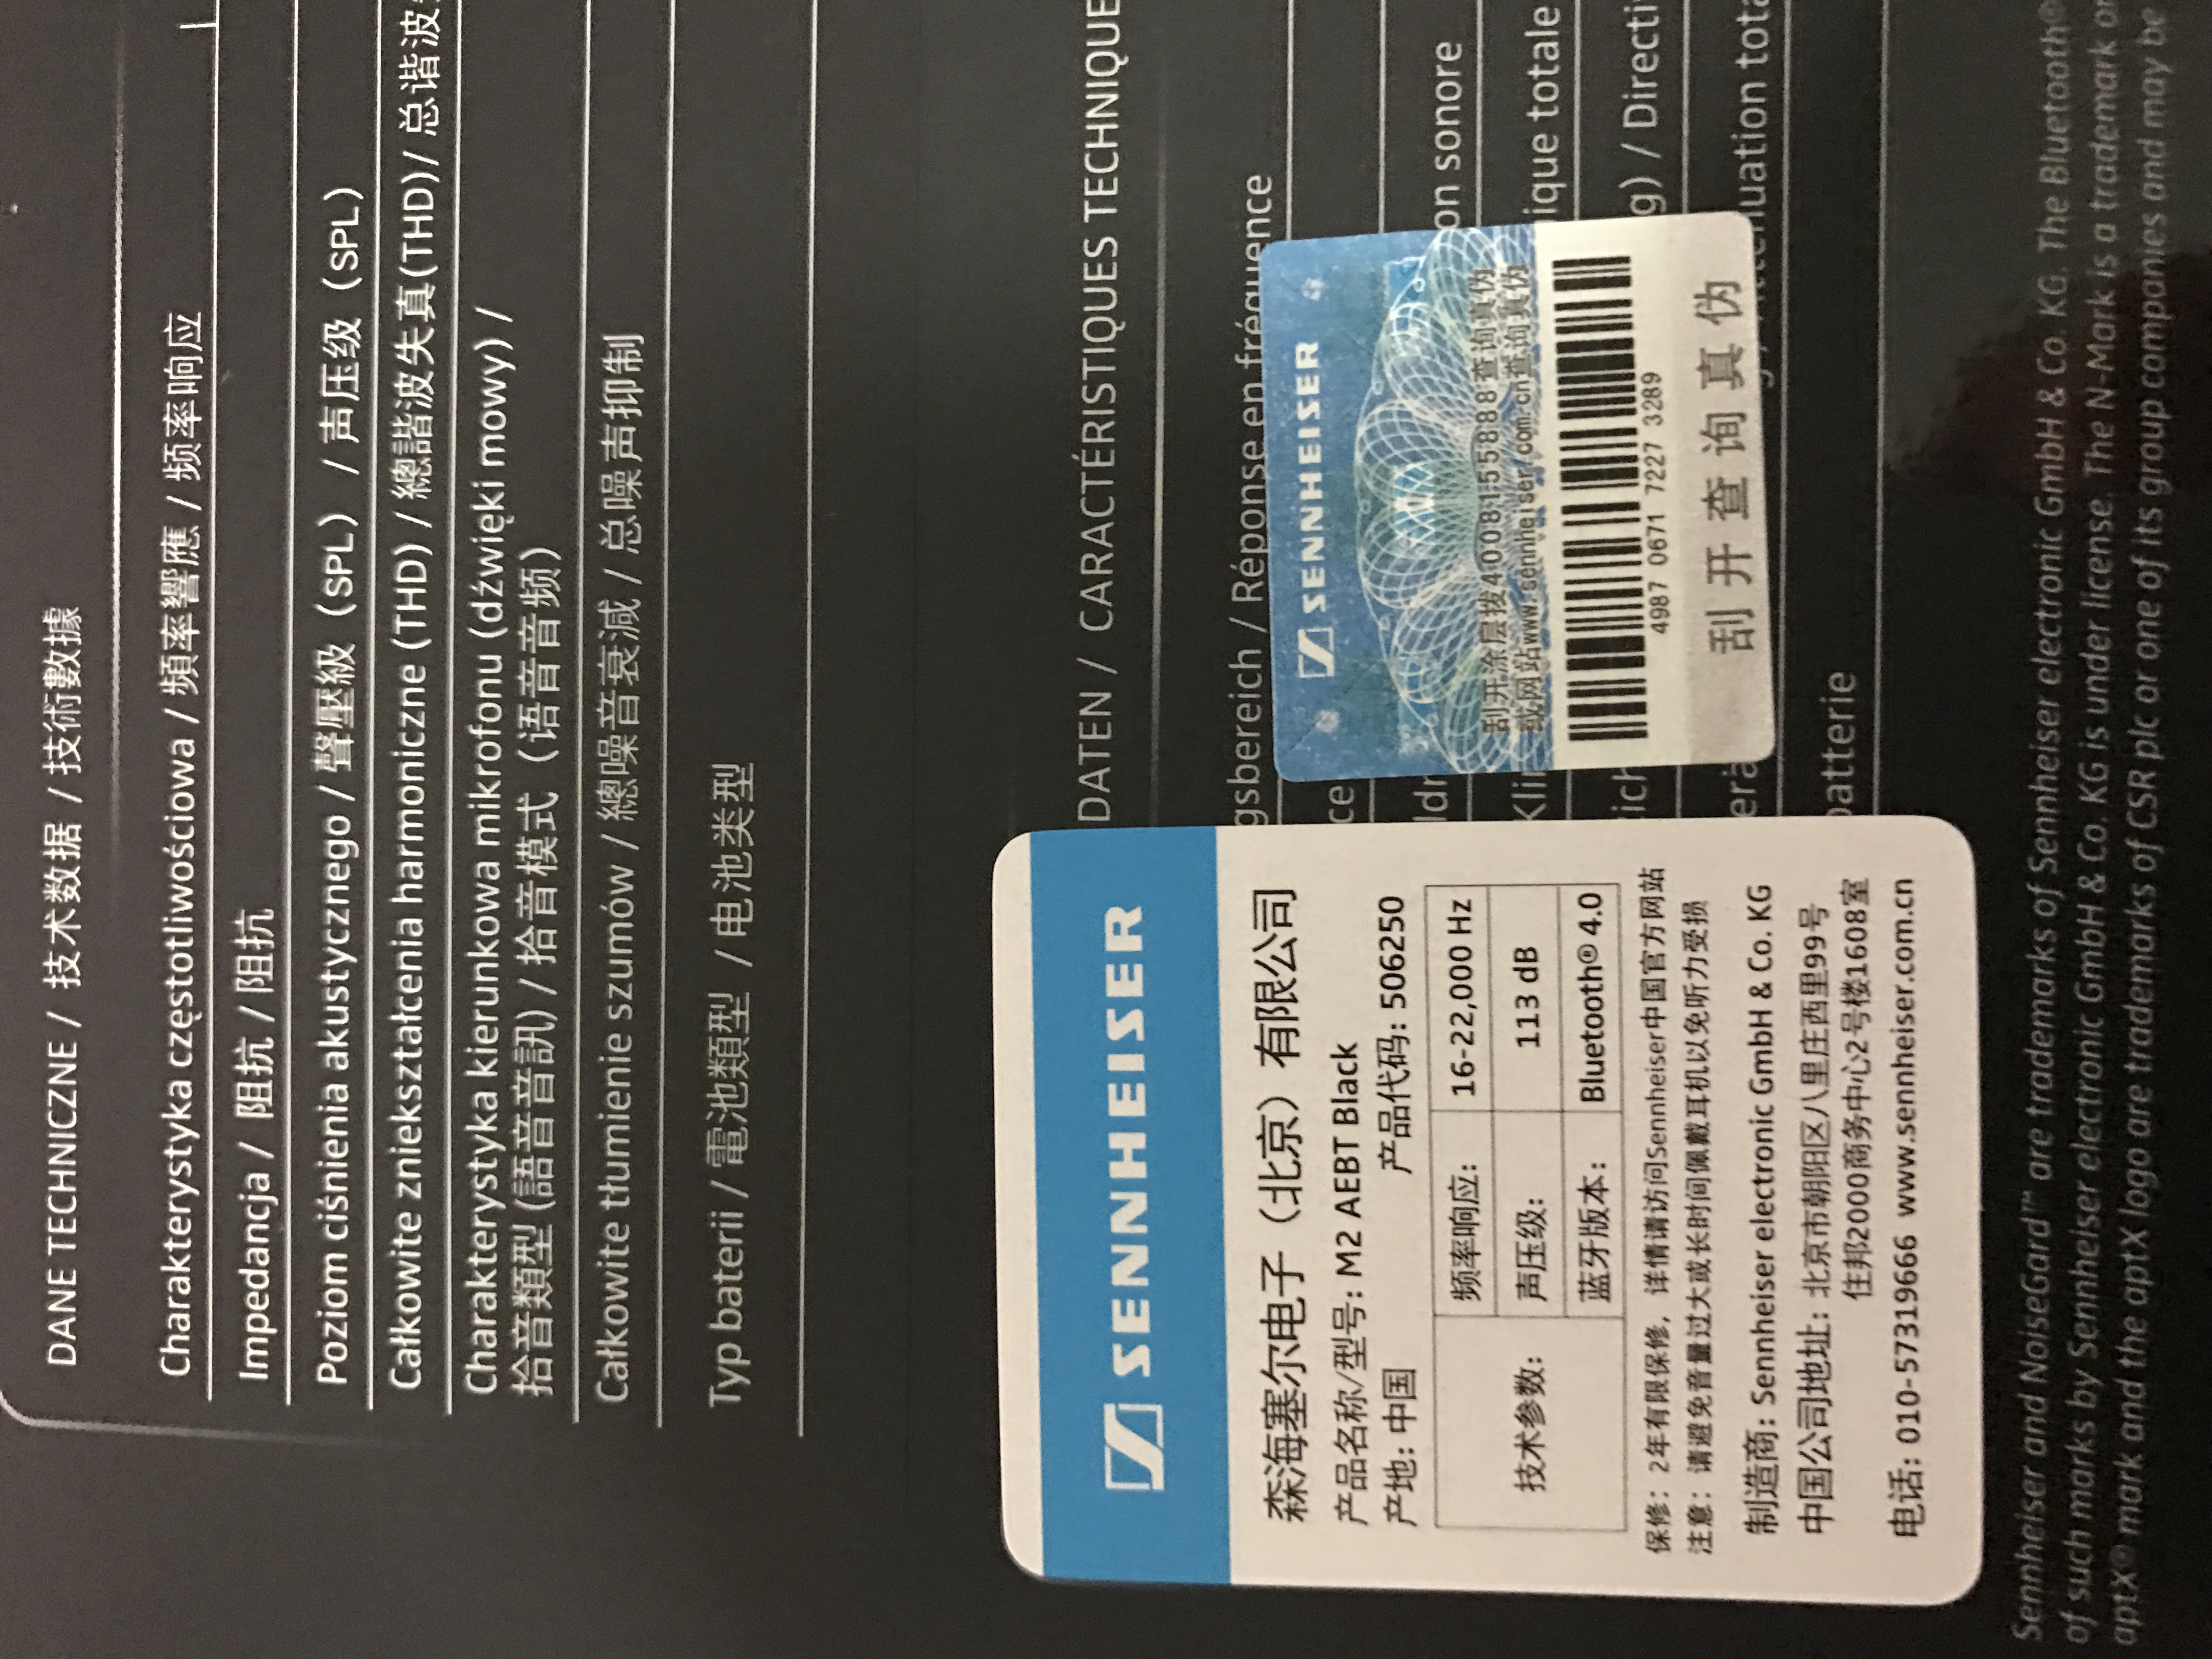 DANE TECHNICZNE / 技术数据 / 技術數據
Charakterystyka częstotliwościowa / 頻率響應 / 频率响应
Impedancja / 阻抗 / 阻抗
Poziom ciśnienia akustycznego / 聲壓級（SPL） / 声压级（SPL）
Całkowite zniekształcenia harmoniczne (THD) / 總諧波失真(THD)/ 总谐波
Charakterystyka kierunkowa mikrofonu (dźwięki mowy) /
拾音類型 (語音音訊) / 拾音模式（语音音频）
Całkowite tłumienie szumów / 總噪音衰減 / 总噪声抑制
Typ baterii / 電池類型 / 电池类型
DATEN / CARACTÉRISTIQUES TECHNIQUE
gsbereich / Réponse en fréquence
ce
ldr on sonore
Kli ique totale
ich g) / Directiv
erä uation tota
batterie
SENNHEISER
刮开涂层拨4008155888查询真伪
或网站www.sennheiser.com.cn查询真伪
4987 0671 7227 3289
刮开查询真伪
SENNHEISER
森海塞尔电子（北京）有限公司
产品名称/型号: M2 AEBT Black
产地: 中国 产品代码: 506250
技术参数: 频率响应: 16-22,000 Hz
声压级: 113 dB
蓝牙版本: Bluetooth® 4.0
保修: 2年有限保修，详情请访问Sennheiser中国官方网站
注意: 请避免音量过大或长时间佩戴耳机以免听力受损
制造商: Sennheiser electronic GmbH & Co. KG
中国公司地址: 北京市朝阳区八里庄西里99号
住邦2000商务中心2号楼1608室
电话: 010-57319666 www.sennheiser.com.cn
Sennheiser and NoiseGard™ are trademarks of Sennheiser electronic GmbH & Co. KG. The Bluetooth®
of such marks by Sennheiser electronic GmbH & Co. KG is under license. The N-Mark is a trademark or
aptX® mark and the aptX logo are trademarks of CSR plc or one of its group companies and may be